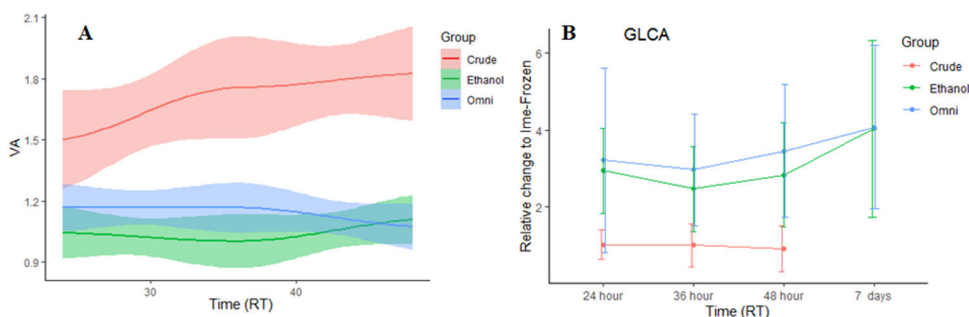 A
2.1
1.8
1.5
1.2
0.9
VA
30
40
Time (RT)
Group
Crude
Ethanol
Omni
B
GLCA
6
4
2
Relative change to Ime-Frozen
24 hour
36 hour
48 hour
7 days
Time (RT)
Group
Crude
Ethanol
Omni